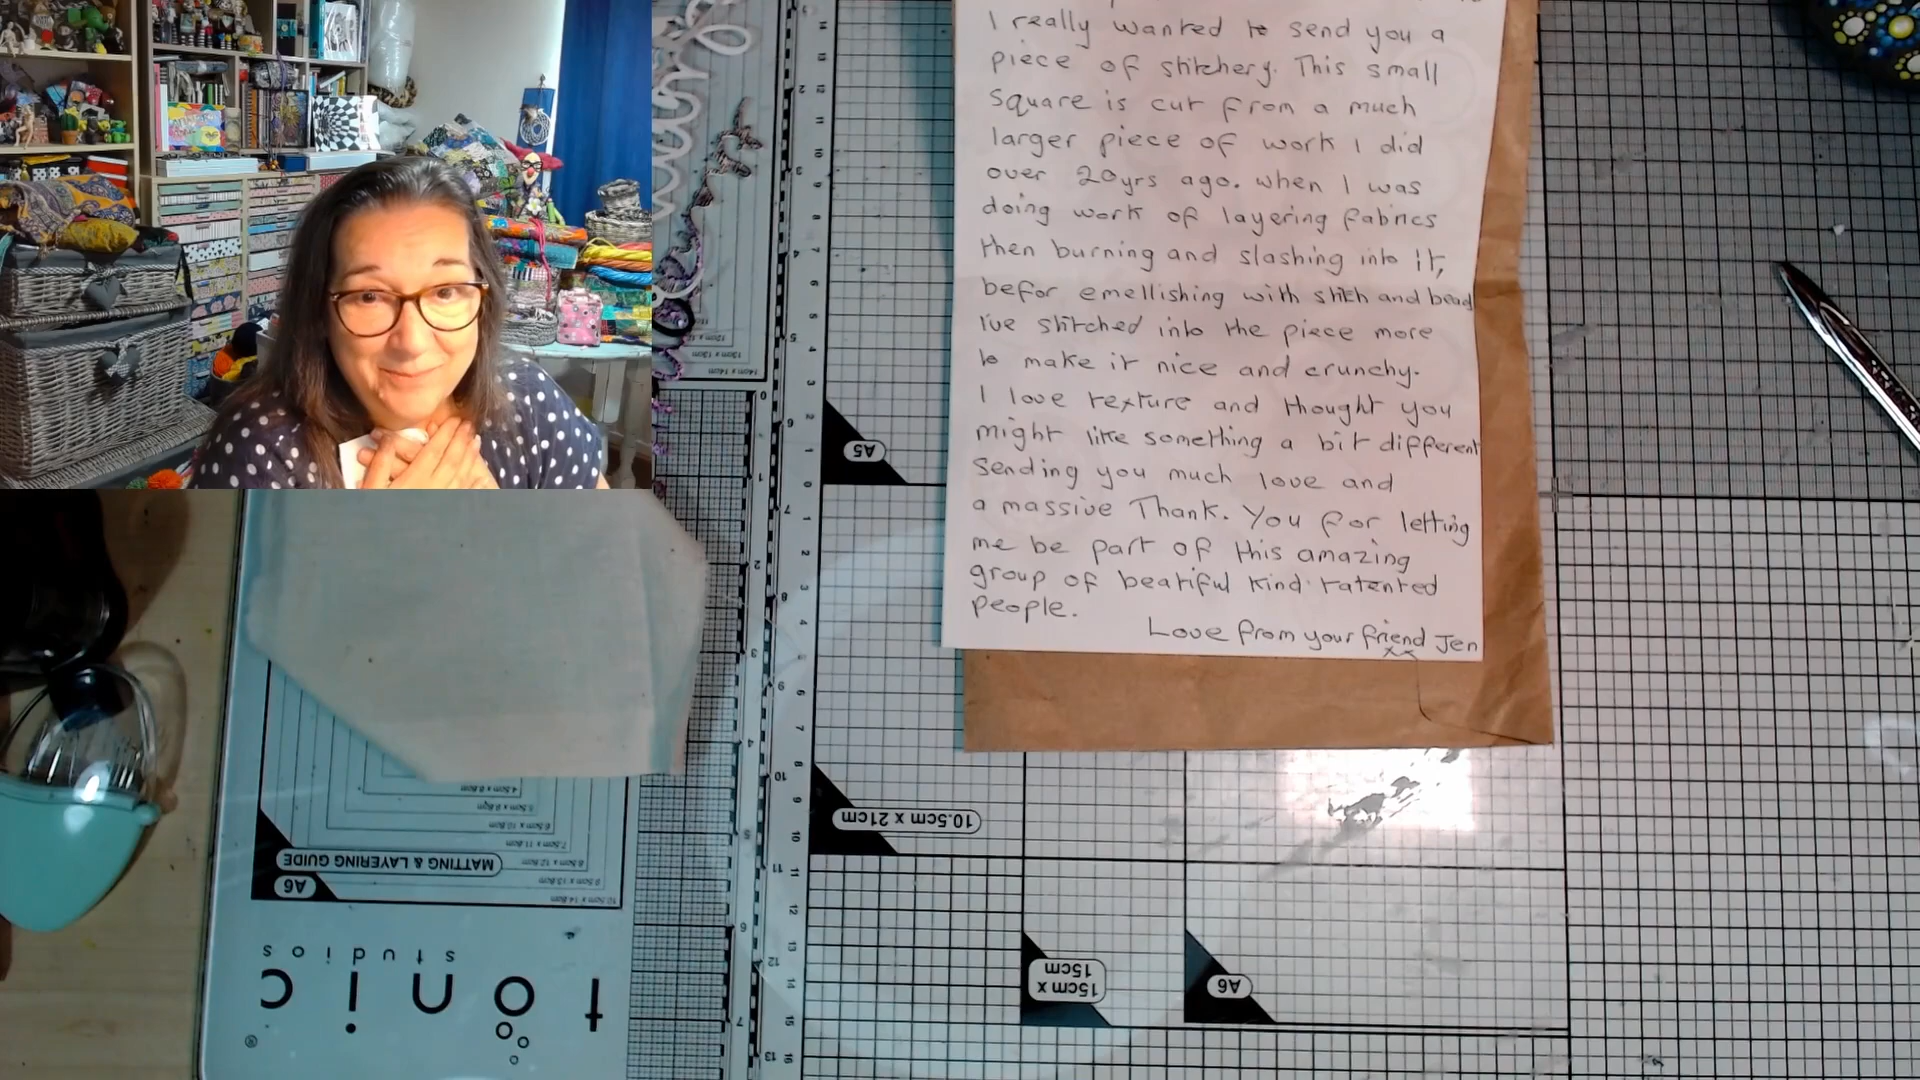 I really wanted to send you a
piece of stitchery. This small
square is cut from a much
larger piece of work I did
over 20yrs ago. when I was
doing work of layering fabrics
then burning and slashing into it,
befor emellishing with stitch and bead
I've stitched into the piece more
to make it nice and crunchy.
I love texture and thought you
might like something a bit different
Sending you much love and
a massive Thank. You for letting
me be part of this amazing
group of beatiful kind talented
people.
Love from your friend Jen
xx
A5
10.5cm x 21cm
15cm x
15cm
A6
MATTING & LAYERING GUIDE
A6
tonic
studios